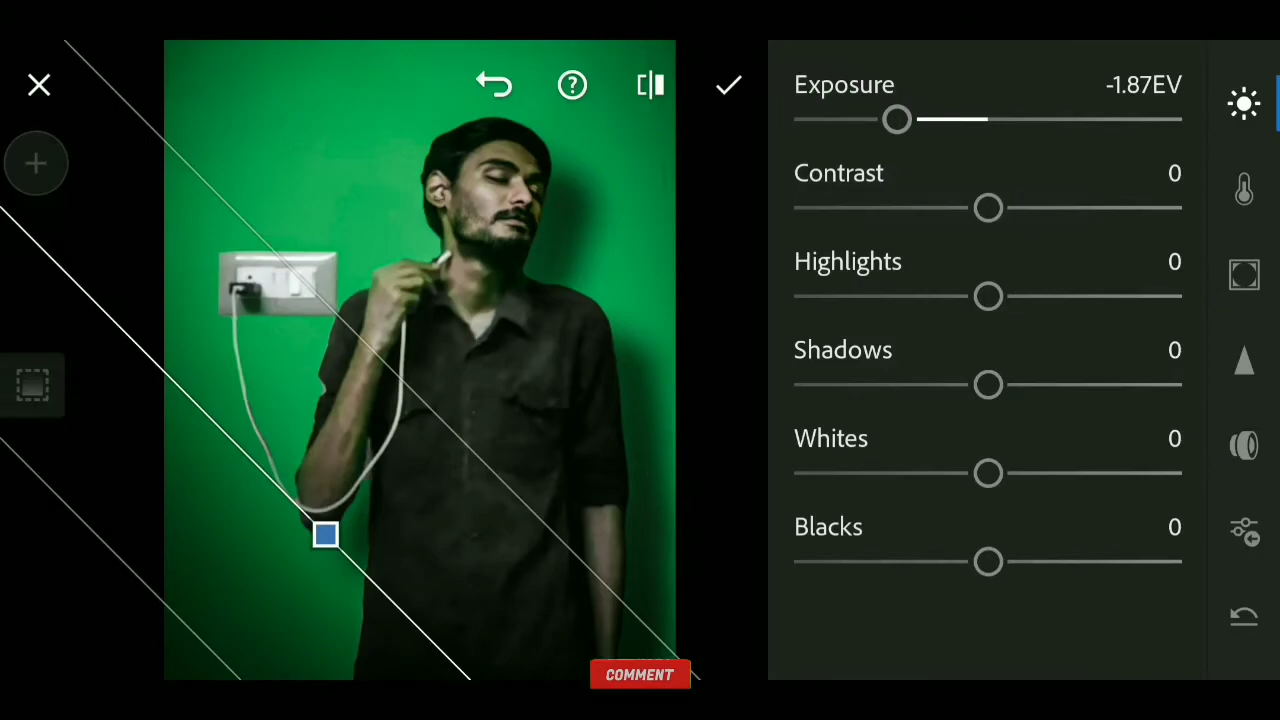 Exposure -1.87EV
Contrast 0
Highlights 0
Shadows 0
Whites 0
Blacks 0
COMMENT